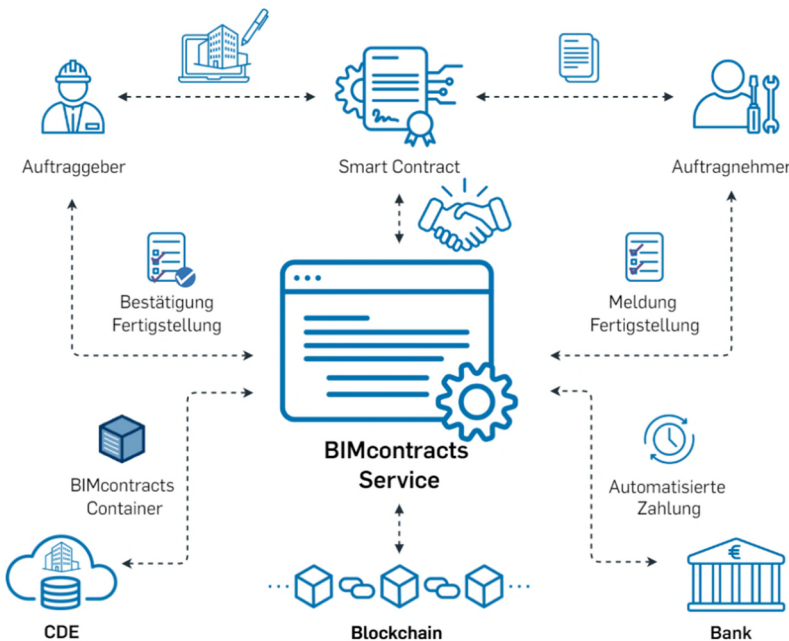 Auftraggeber
Smart Contract
Auftragnehmer
Bestätigung
Fertigstellung
Meldung
Fertigstellung
BIMcontracts
Service
BIMcontracts
Container
Automatisierte
Zahlung
€
CDE
Blockchain
Bank